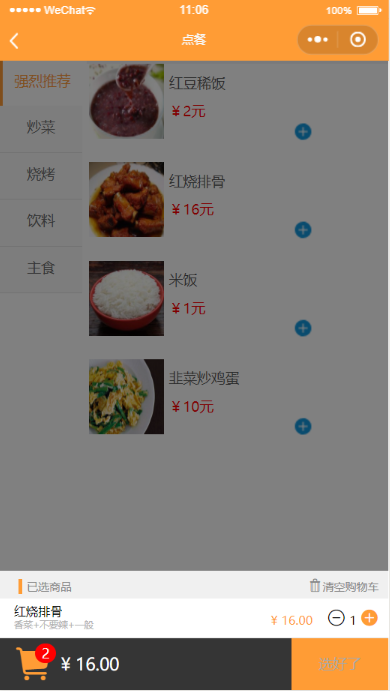 WeChat
11:06
100%
点餐
强烈推荐
炒菜
烧烤
饮料
主食
红豆稀饭
￥2元
红烧排骨
￥16元
米饭
￥1元
韭菜炒鸡蛋
￥10元
已选商品
清空购物车
红烧排骨
香菜+不要辣+一般
￥ 16.00
1
2
￥ 16.00
选好了